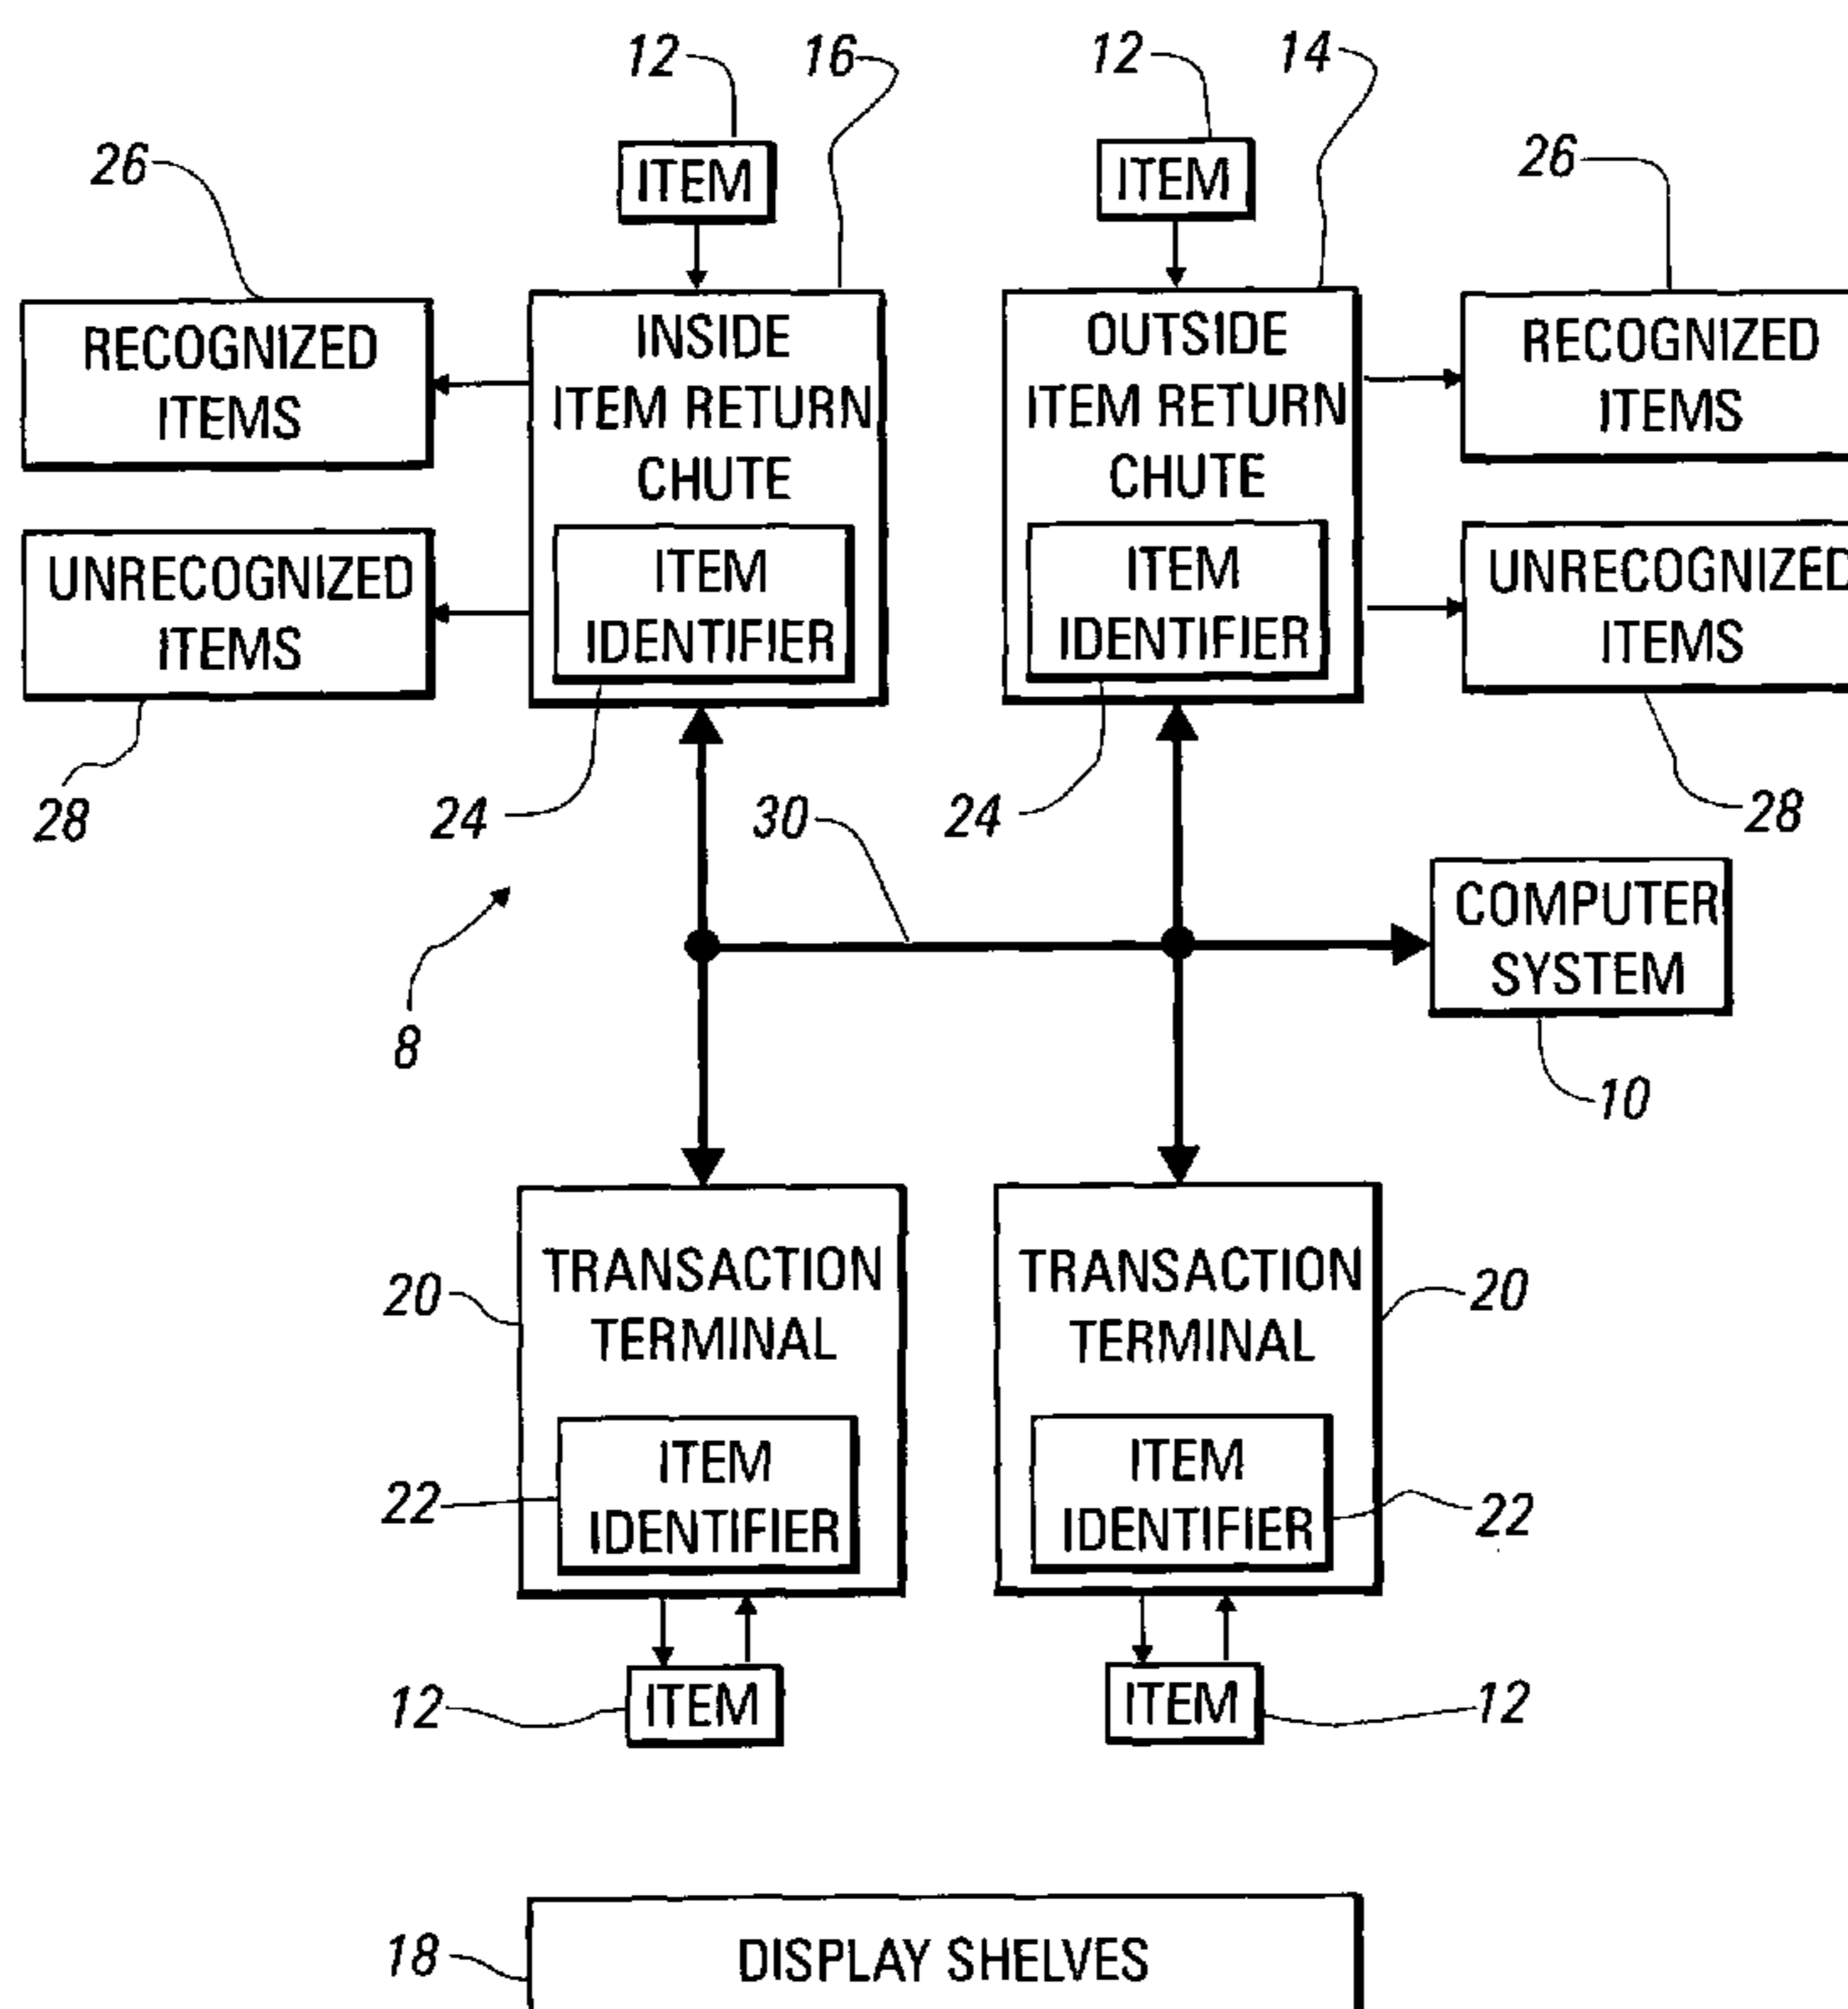 12
16
12
14
26
ITEM
ITEM
26
RECOGNIZED
ITEMS
INSIDE
ITEM RETURN
CHUTE
OUTSIDE
ITEM RETURN
CHUTE
RECOGNIZED
ITEMS
UNRECOGNIZED
ITEMS
ITEM
IDENTIFIER
ITEM
IDENTIFIER
UNRECOGNIZED
ITEMS
28
24
30
24
28
8
COMPUTER
SYSTEM
10
20
TRANSACTION
TERMINAL
TRANSACTION
TERMINAL
20
22
ITEM
IDENTIFIER
ITEM
IDENTIFIER
22
12
ITEM
ITEM
12
18
DISPLAY SHELVES